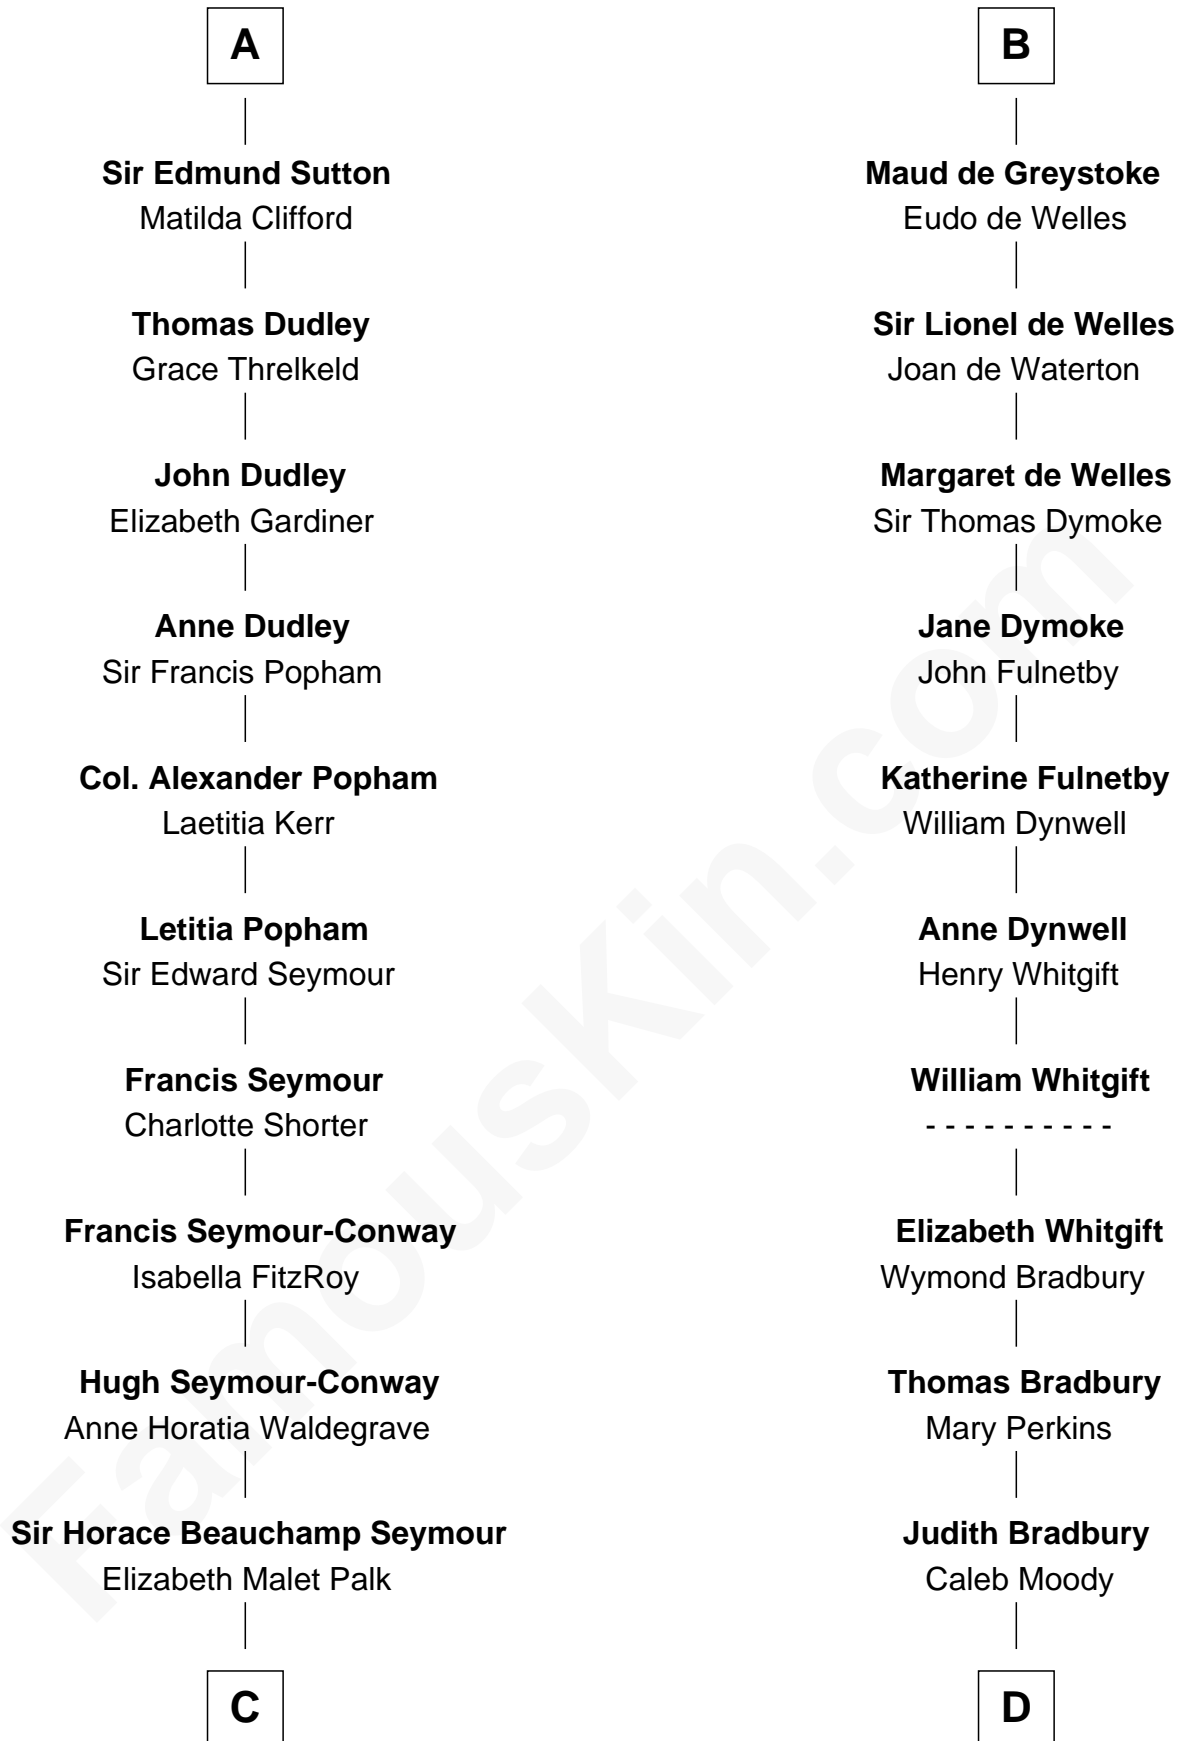 A
Sir Edmund Sutton
Matilda Clifford
Thomas Dudley
Grace Threlkeld
John Dudley
Elizabeth Gardiner
Anne Dudley
Sir Francis Popham
Col. Alexander Popham
Laetitia Kerr
Letitia Popham
Sir Edward Seymour
Francis Seymour
Charlotte Shorter
Francis Seymour-Conway
Isabella FitzRoy
Hugh Seymour-Conway
Anne Horatia Waldegrave
Sir Horace Beauchamp Seymour
Elizabeth Malet Palk
C
B
Maud de Greystoke
Eudo de Welles
Sir Lionel de Welles
Joan de Waterton
Margaret de Welles
Sir Thomas Dymoke
Jane Dymoke
John Fulnetby
Katherine Fulnetby
William Dynwell
Anne Dynwell
Henry Whitgift
William Whitgift
- - - - - - - - - -
Elizabeth Whitgift
Wymond Bradbury
Thomas Bradbury
Mary Perkins
Judith Bradbury
Caleb Moody
D
FamousKin.com